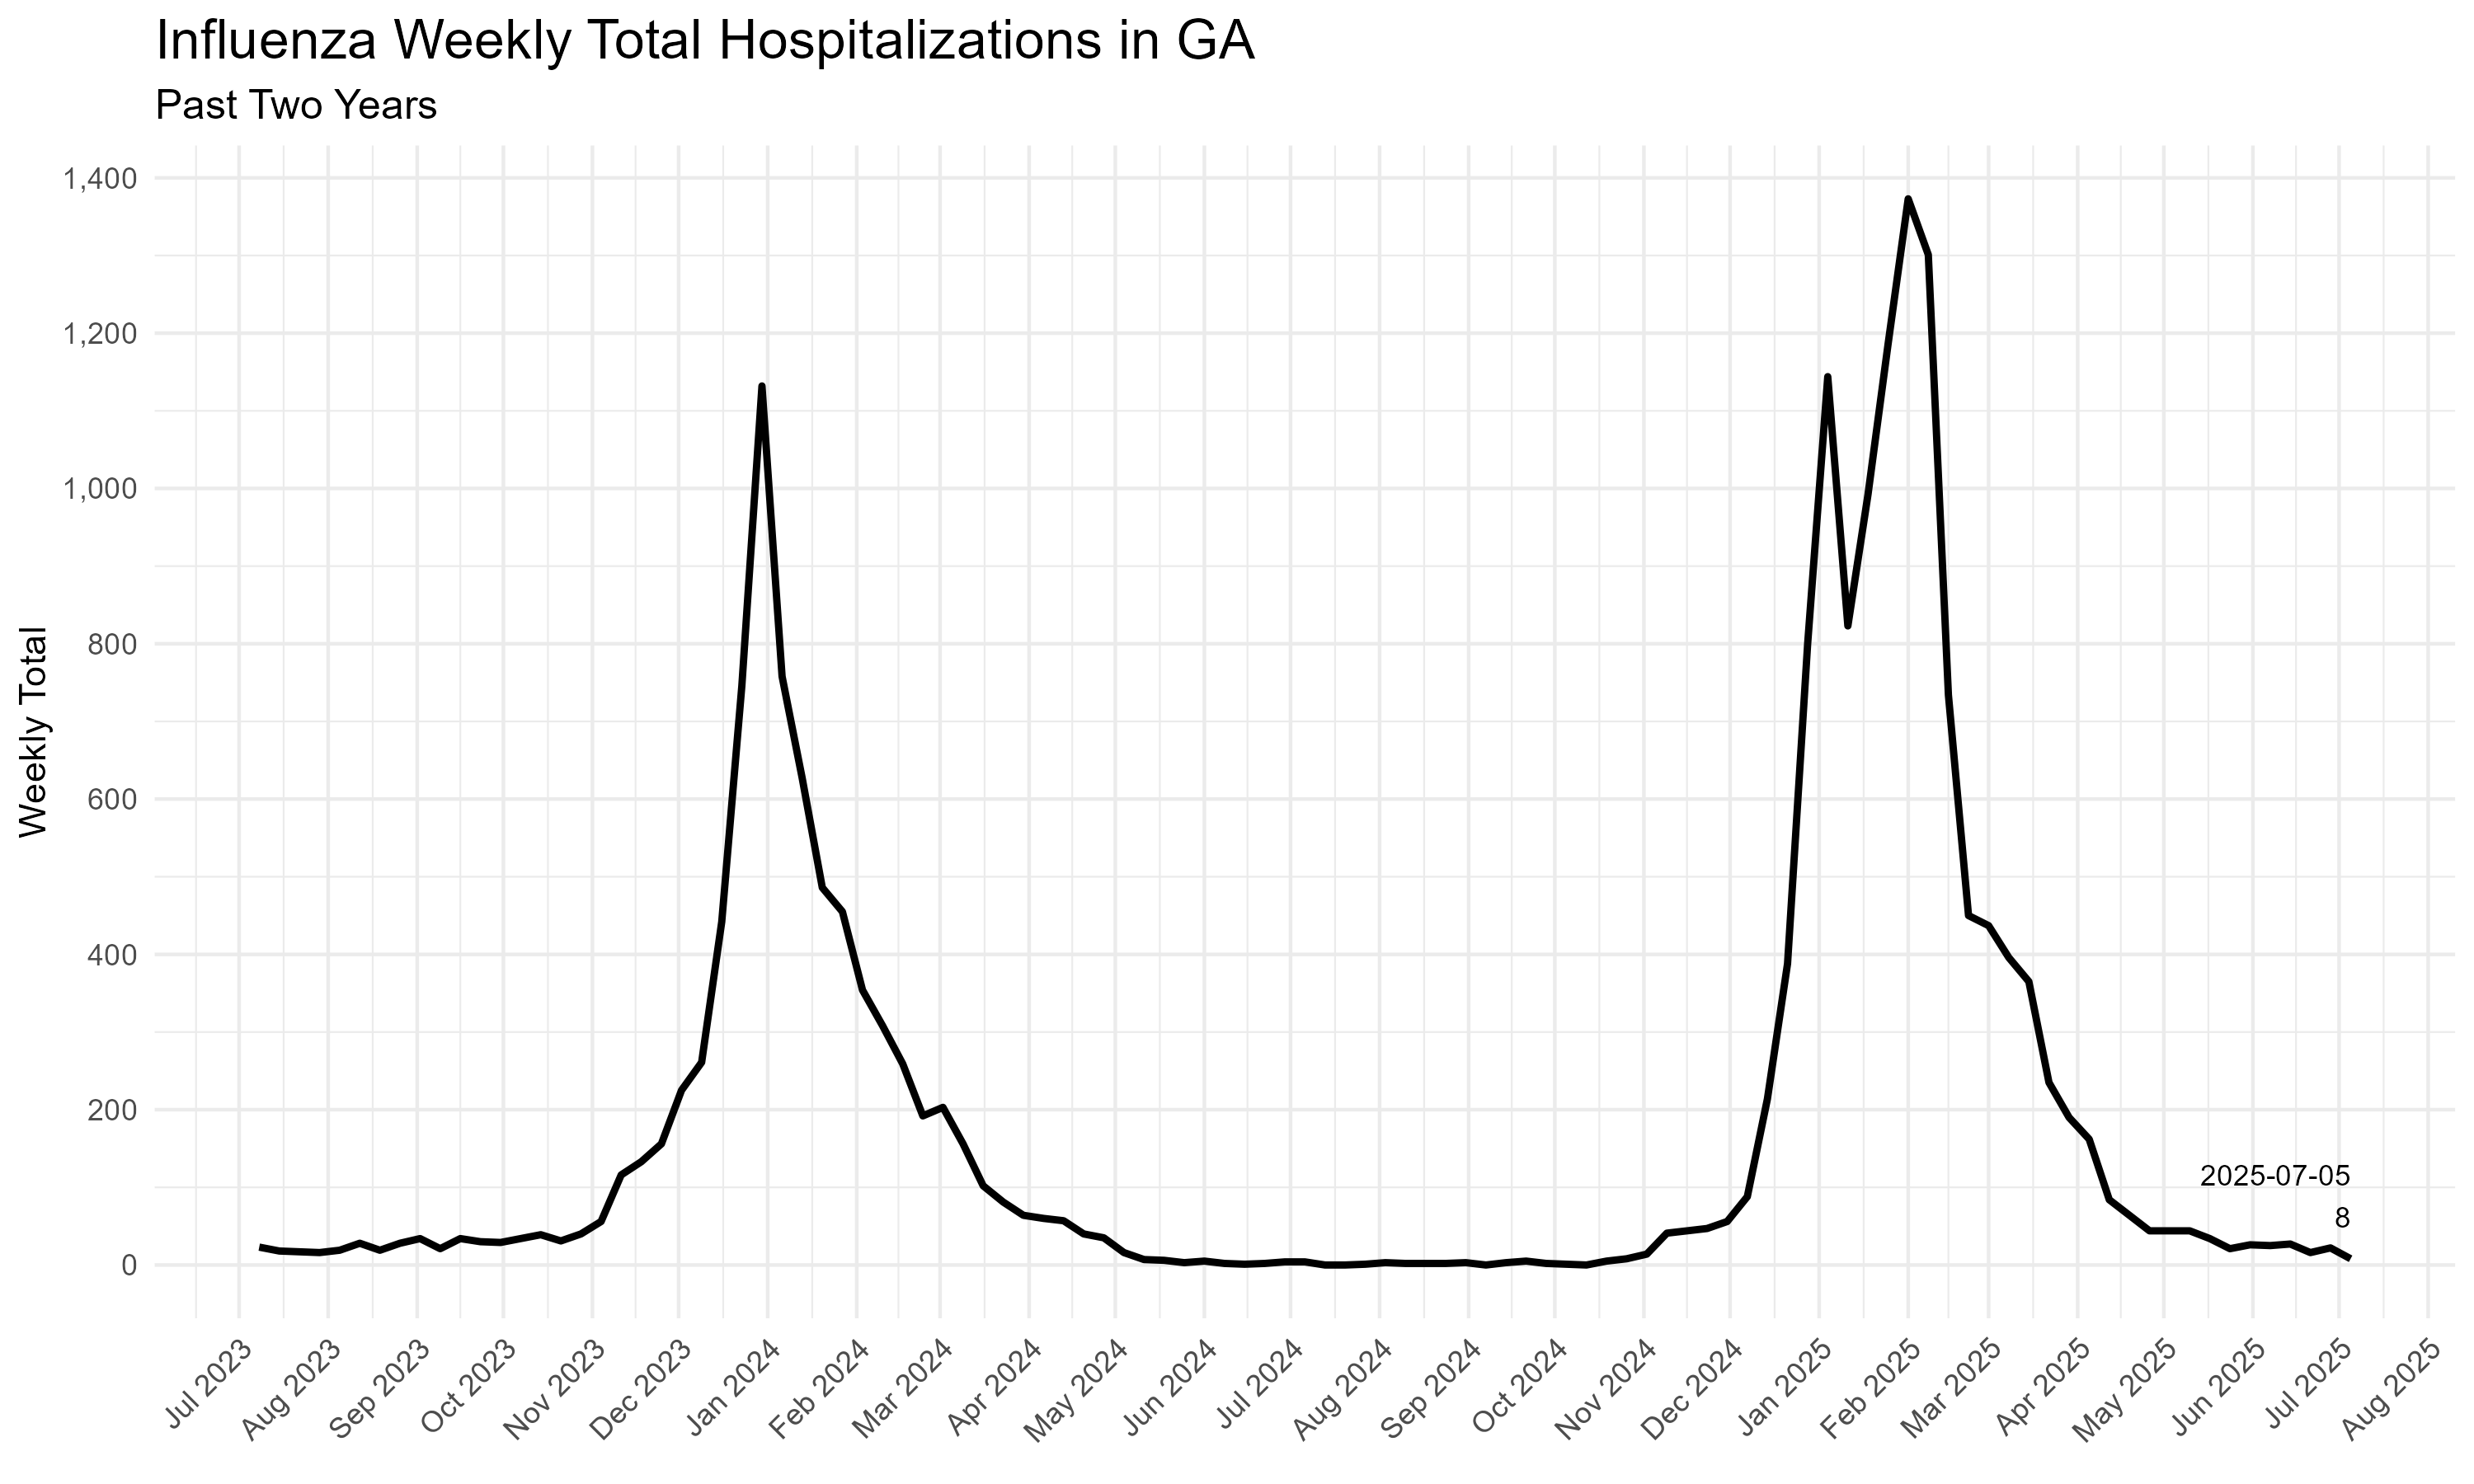 Influenza Weekly Total Hospitalizations in GA
Past Two Years
Weekly Total
1,400
1,200
1,000
800
600
400
200
0
2025-07-05
8
Jul 2023
Aug 2023
Sep 2023
Oct 2023
Nov 2023
Dec 2023
Jan 2024
Feb 2024
Mar 2024
Apr 2024
May 2024
Jun 2024
Jul 2024
Aug 2024
Sep 2024
Oct 2024
Nov 2024
Dec 2024
Jan 2025
Feb 2025
Mar 2025
Apr 2025
May 2025
Jun 2025
Jul 2025
Aug 2025